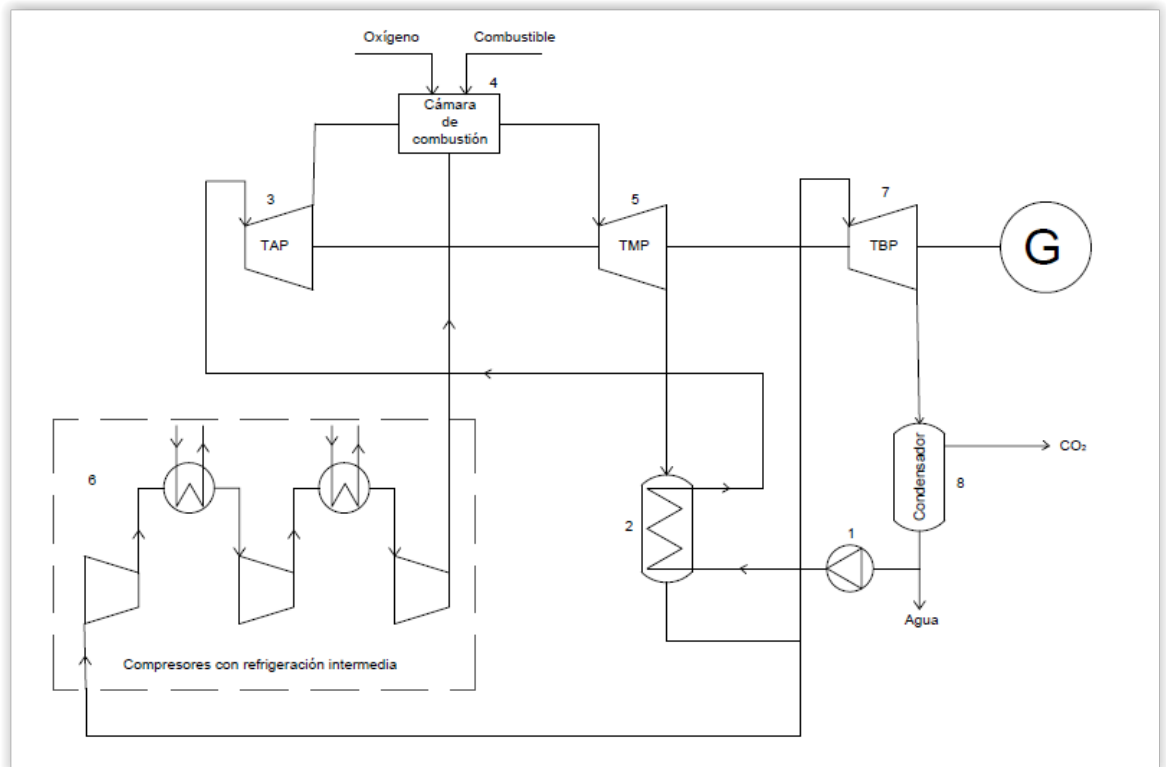 Oxígeno
Combustible
4
Cámara
de
combustión
3
TAP
5
TMP
7
TBP
G
6
2
Condensador
CO₂
8
1
Agua
Compresores con refrigeración intermedia